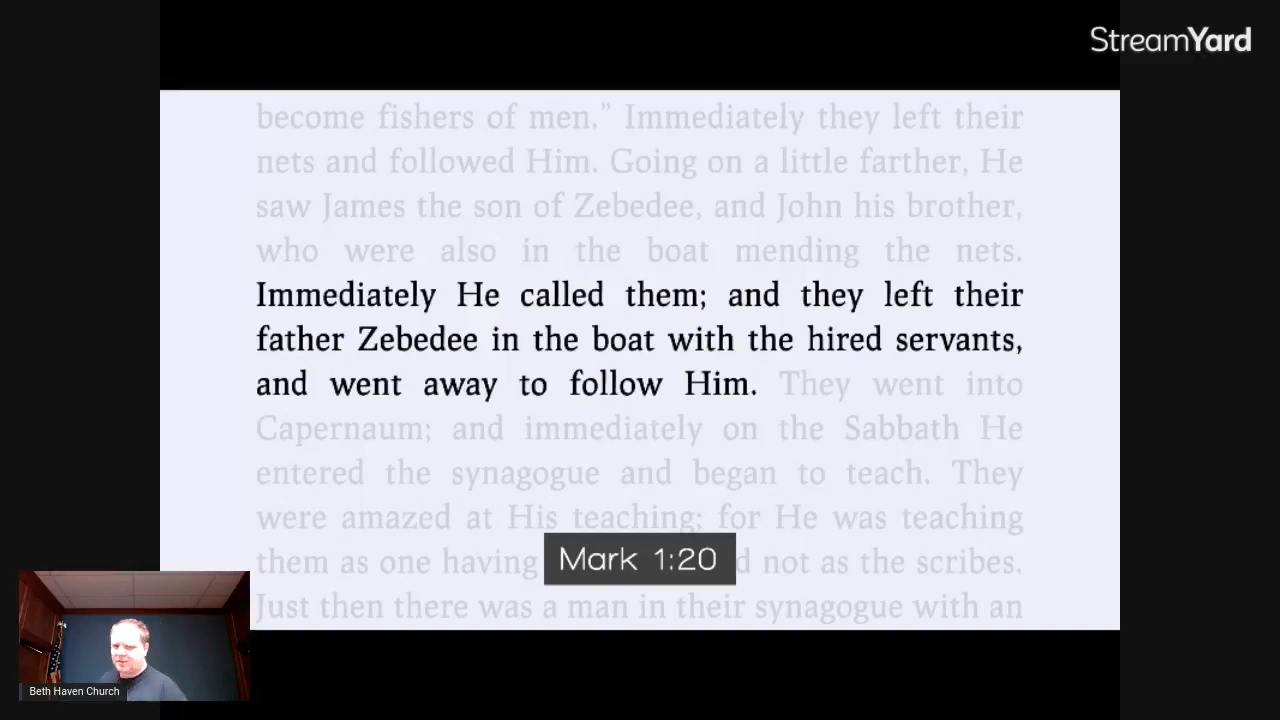 StreamYard
become fishers of men.” Immediately they left their
nets and followed Him. Going on a little farther, He
saw James the son of Zebedee, and John his brother,
who were also in the boat mending the nets.
Immediately He called them; and they left their
father Zebedee in the boat with the hired servants,
and went away to follow Him. They went into
Capernaum; and immediately on the Sabbath He
entered the synagogue and began to teach. They
were amazed at His teaching; for He was teaching
them as one having not as the scribes.
Mark 1:20
Just then there was a man in their synagogue with an
Beth Haven Church